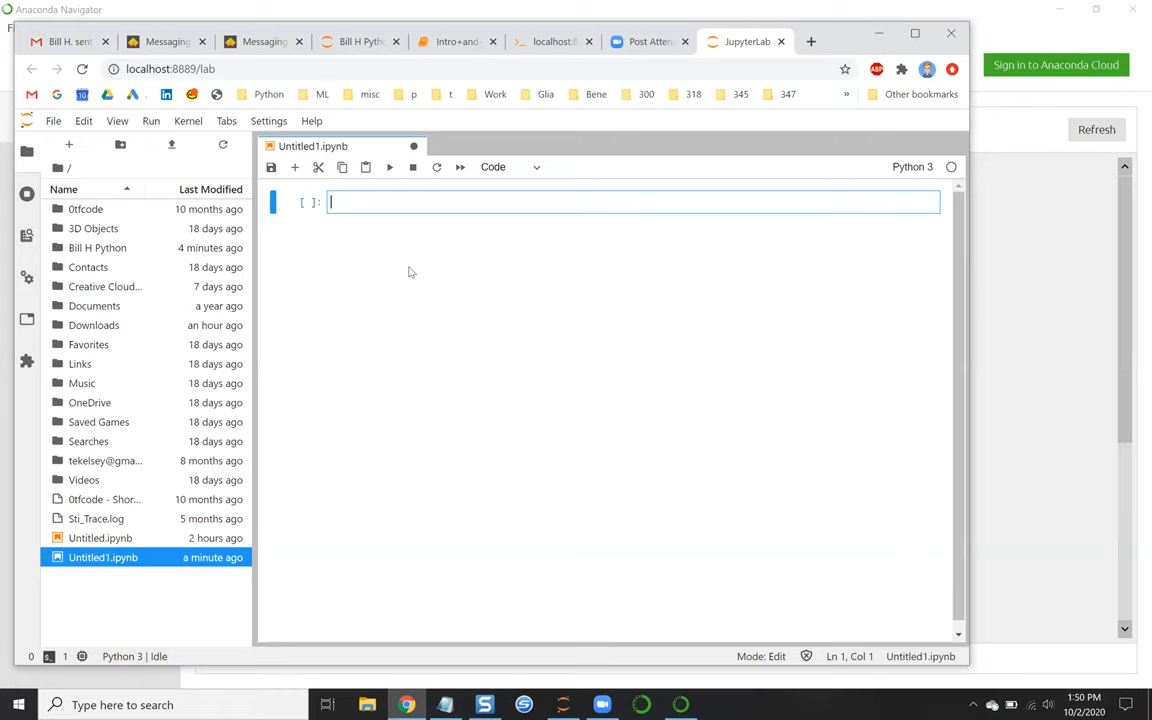 Anaconda Navigator
Bill H. sent
Messaging
Messaging
Bill H Pyth
Intro+and
localhost:8
Post Atten
JupyterLab
localhost:8889/lab
Sign in to Anaconda Cloud
ABP
Python
ML
misc
p
t
Work
Glia
Bene
300
318
345
347
»
Other bookmarks
File Edit View Run Kernel Tabs Settings Help
Refresh
Untitled1.ipynb
/
Code
Python 3
Name
Last Modified
[ ]:
0tfcode 10 months ago
3D Objects 18 days ago
Bill H Python 4 minutes ago
Contacts 18 days ago
Creative Cloud... 7 days ago
Documents a year ago
Downloads an hour ago
Favorites 18 days ago
Links 18 days ago
Music 18 days ago
OneDrive 18 days ago
Saved Games 18 days ago
Searches 18 days ago
tekelsey@gma... 8 months ago
Videos 18 days ago
0tfcode - Shor... 10 months ago
Sti_Trace.log 5 months ago
Untitled.ipynb 2 hours ago
Untitled1.ipynb a minute ago
0
1
Python 3 | Idle
Mode: Edit
Ln 1, Col 1
Untitled1.ipynb
Type here to search
1:50 PM
10/2/2020